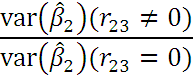 var(β̂₂)(r₂₃ ≠ 0)
var(β̂₂)(r₂₃ = 0)